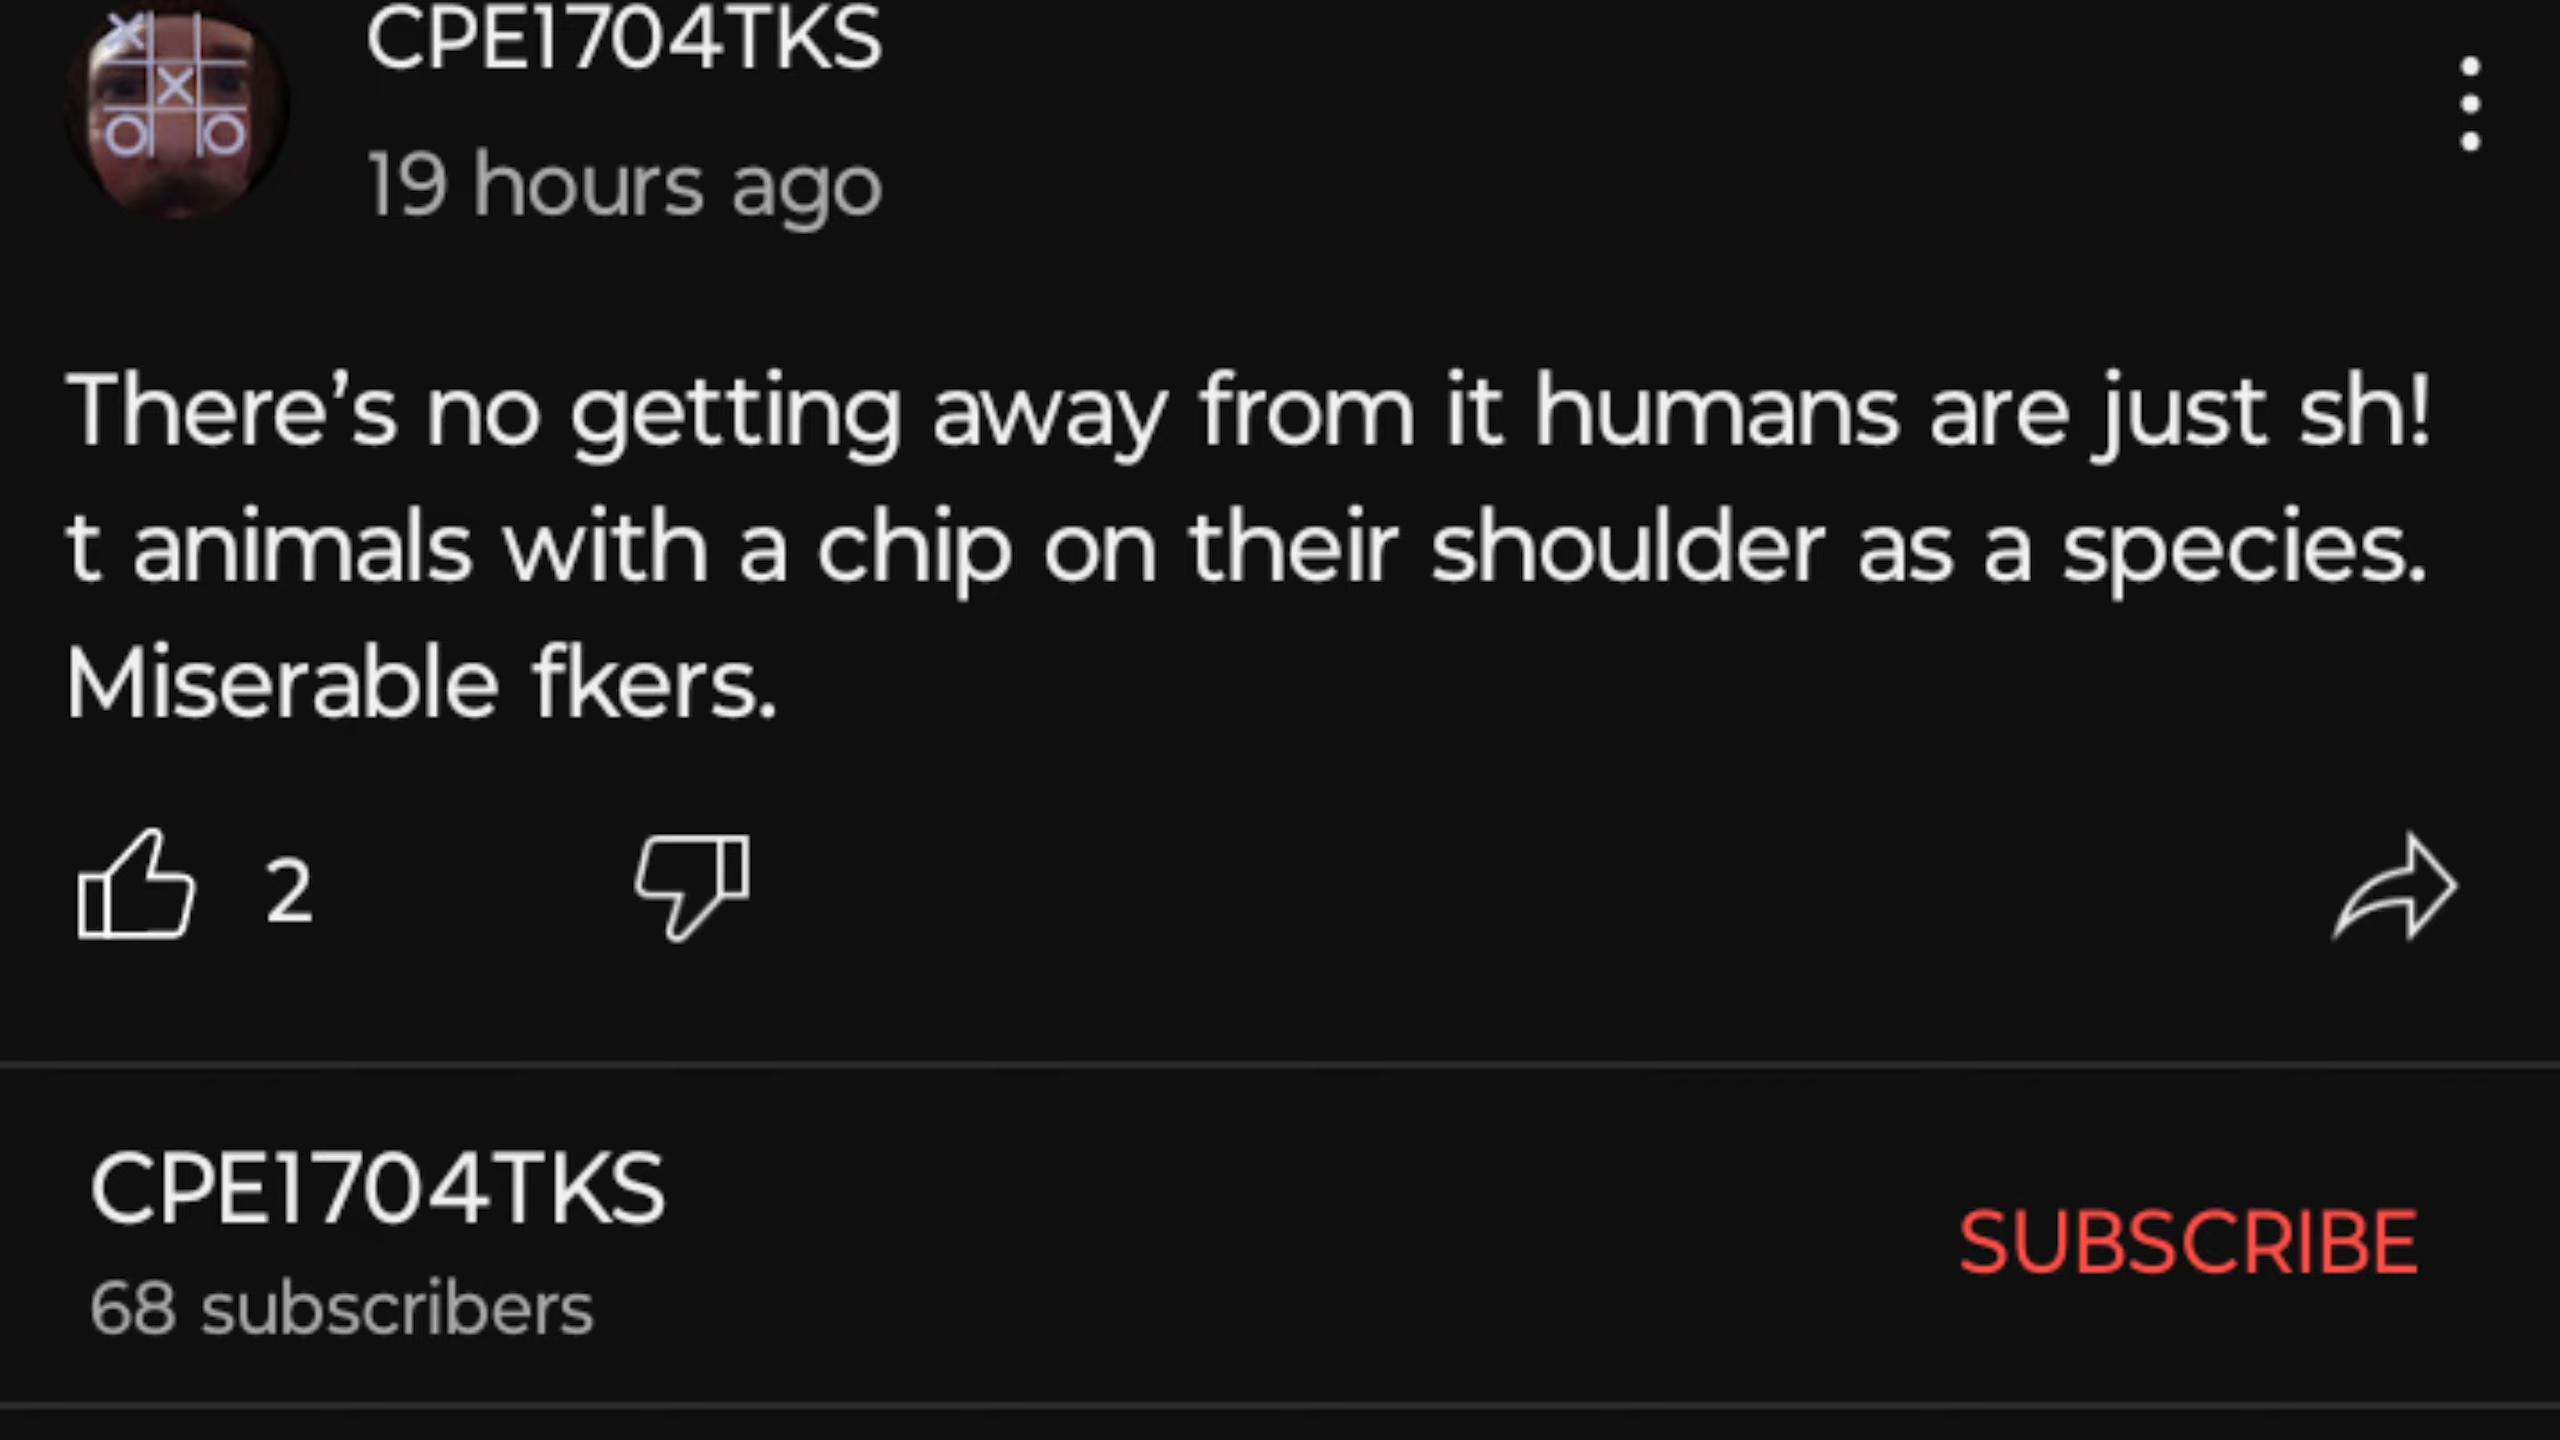 CPE1704TKS
19 hours ago
There’s no getting away from it humans are just sh!
t animals with a chip on their shoulder as a species.
Miserable fkers.
2
CPE1704TKS
68 subscribers
SUBSCRIBE